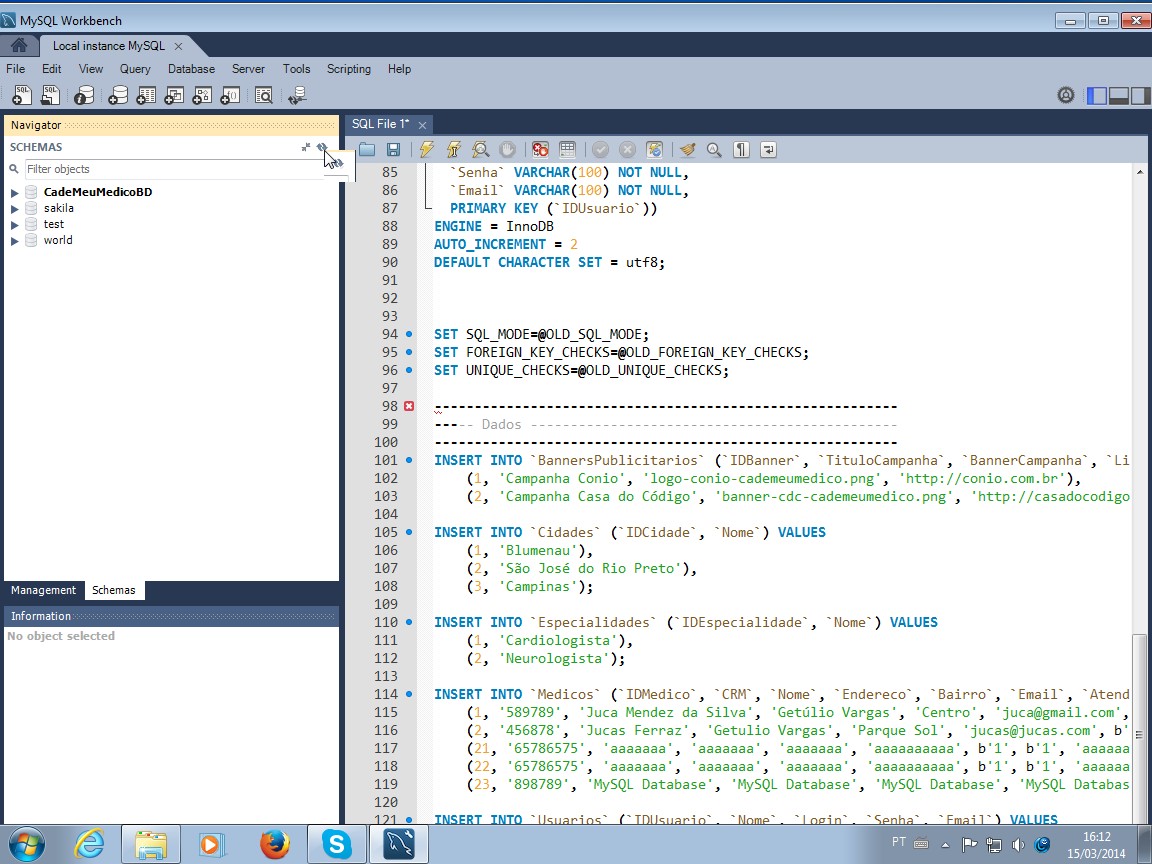 MySQL Workbench
Local instance MySQL
File Edit View Query Database Server Tools Scripting Help
Navigator
SCHEMAS
Filter objects
CadeMeuMedicoBD
sakila
test
world
Management Schemas
Information
No object selected
SQL File 1*
85 `Senha` VARCHAR(100) NOT NULL,
86 `Email` VARCHAR(100) NOT NULL,
87 PRIMARY KEY (`IDUsuario`))
88 ENGINE = InnoDB
89 AUTO_INCREMENT = 2
90 DEFAULT CHARACTER SET = utf8;
91
92
93
94 SET SQL_MODE=@OLD_SQL_MODE;
95 SET FOREIGN_KEY_CHECKS=@OLD_FOREIGN_KEY_CHECKS;
96 SET UNIQUE_CHECKS=@OLD_UNIQUE_CHECKS;
97
98 ----------------------------------------------------------
99 ----- Dados ----------------------------------------------
100 ----------------------------------------------------------
101 INSERT INTO `BannersPublicitarios` (`IDBanner`, `TituloCampanha`, `BannerCampanha`, `Li
102 (1, 'Campanha Conio', 'logo-conio-cademeumedico.png', 'http://conio.com.br'),
103 (2, 'Campanha Casa do Código', 'banner-cdc-cademeumedico.png', 'http://casadocodigo
104
105 INSERT INTO `Cidades` (`IDCidade`, `Nome`) VALUES
106 (1, 'Blumenau'),
107 (2, 'São José do Rio Preto'),
108 (3, 'Campinas');
109
110 INSERT INTO `Especialidades` (`IDEspecialidade`, `Nome`) VALUES
111 (1, 'Cardiologista'),
112 (2, 'Neurologista');
113
114 INSERT INTO `Medicos` (`IDMedico`, `CRM`, `Nome`, `Endereco`, `Bairro`, `Email`, `Atend
115 (1, '589789', 'Juca Mendez da Silva', 'Getúlio Vargas', 'Centro', 'juca@gmail.com',
116 (2, '456878', 'Jucas Ferraz', 'Getulio Vargas', 'Parque Sol', 'jucas@jucas.com', b'
117 (21, '65786575', 'aaaaaaa', 'aaaaaaa', 'aaaaaaa', 'aaaaaaaaaa', b'1', b'1', 'aaaaaa
118 (22, '65786575', 'aaaaaaa', 'aaaaaaa', 'aaaaaaa', 'aaaaaaaaaa', b'1', b'1', 'aaaaaa
119 (23, '898789', 'MySQL Database', 'MySQL Database', 'MySQL Database', 'MySQL Databas
120
121 INSERT INTO `Usuarios` (`IDUsuario`, `Nome`, `Login`, `Senha`, `Email`) VALUES
PT
16:12
15/03/2014